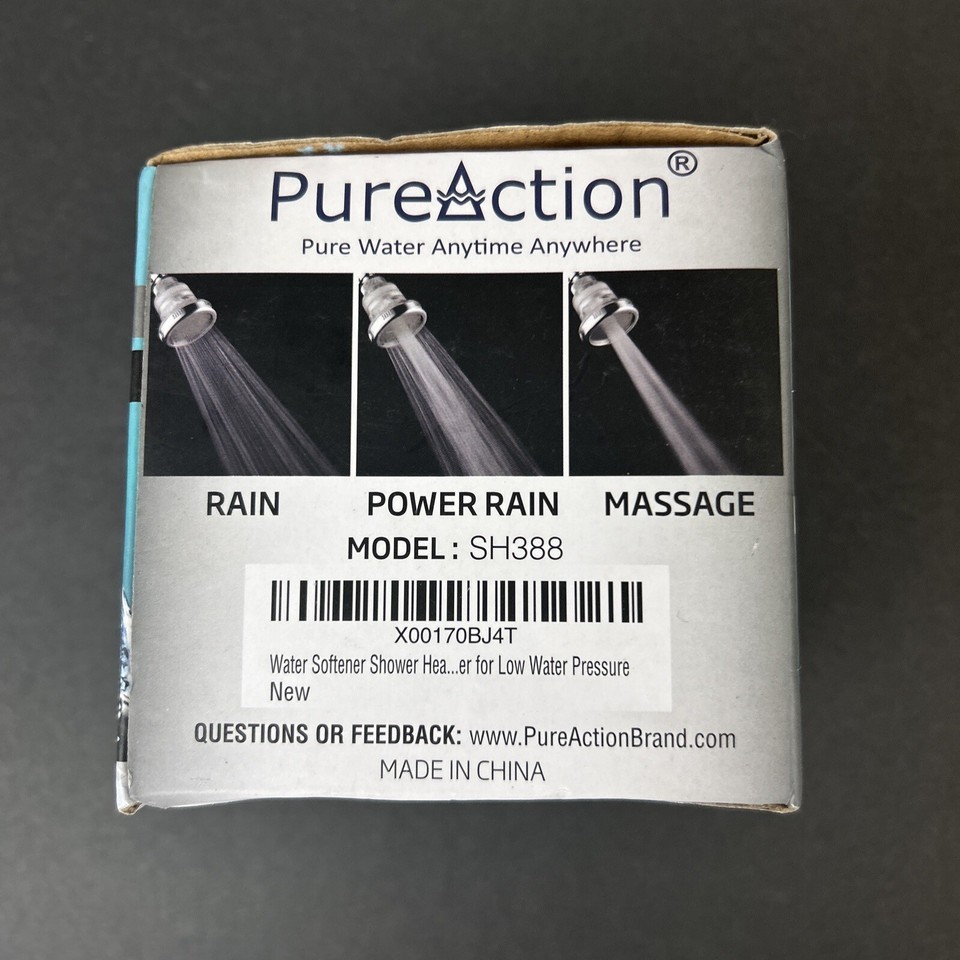 PureAction®
Pure Water Anytime Anywhere
RAIN POWER RAIN MASSAGE
MODEL: SH388
X00170BJ4T
Water Softener Shower Hea...er for Low Water Pressure
New
QUESTIONS OR FEEDBACK: www.PureActionBrand.com
MADE IN CHINA